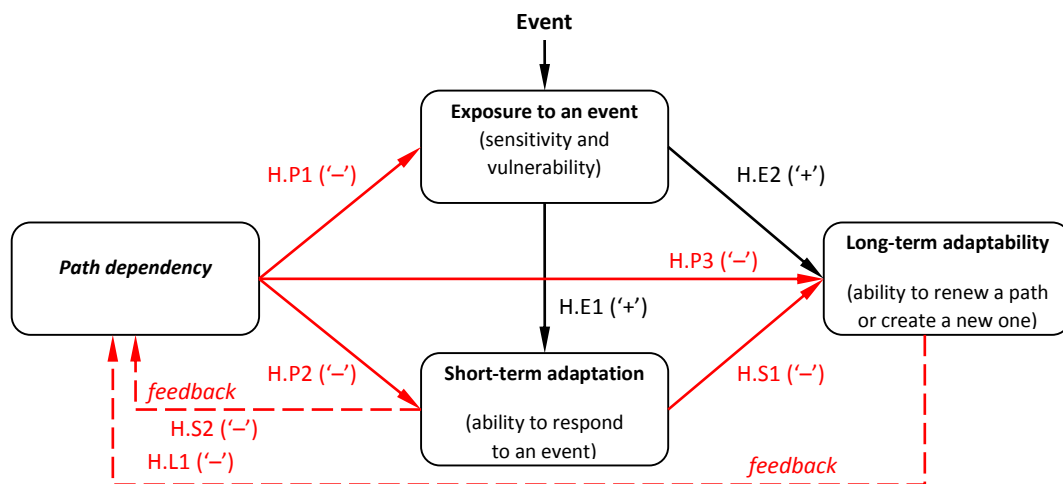 Event
Exposure to an event
(sensitivity and
vulnerability)
H.P1 (‘–’)
H.E2 (‘+’)
Path dependency
H.P3 (‘–’)
Long-term adaptability
(ability to renew a path
or create a new one)
H.E1 (‘+’)
H.P2 (‘–’)
Short-term adaptation
(ability to respond
to an event)
H.S1 (‘–’)
feedback
H.S2 (‘–’)
H.L1 (‘–’)
feedback